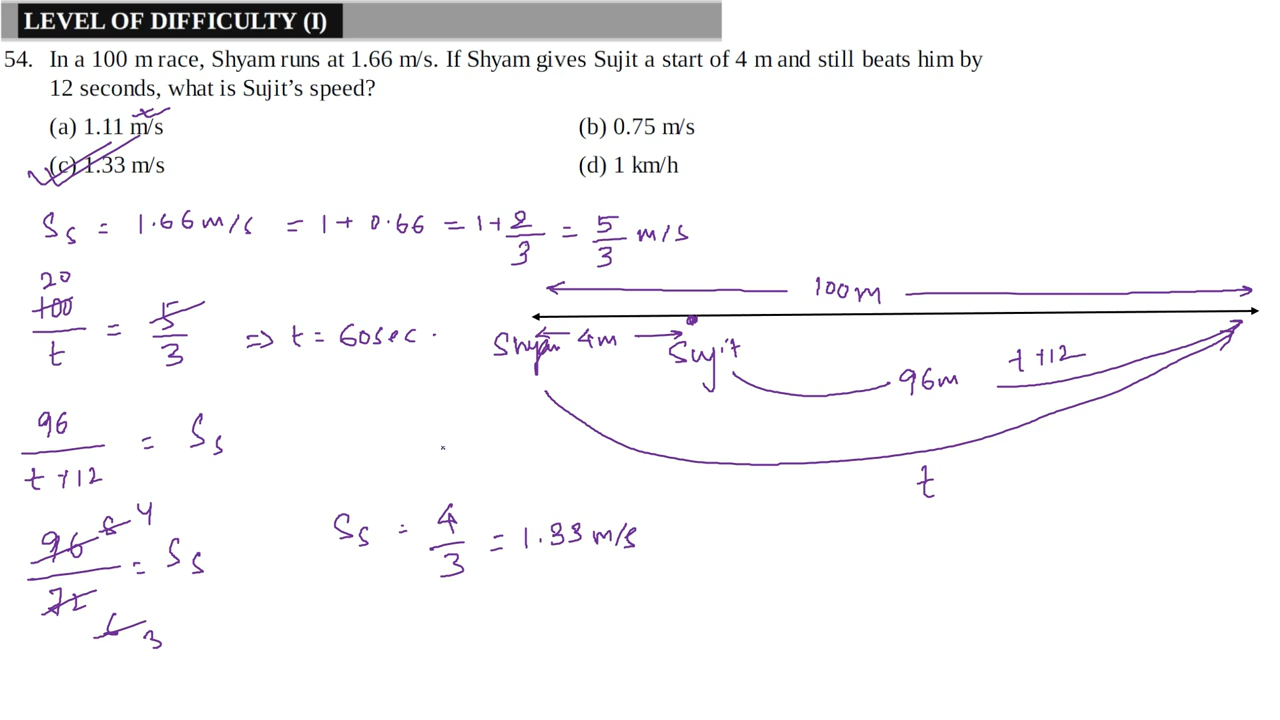 LEVEL OF DIFFICULTY (I)
54. In a 100 m race, Shyam runs at 1.66 m/s. If Shyam gives Sujit a start of 4 m and still beats him by
12 seconds, what is Sujit's speed?
(a) 1.11 m/s
(b) 0.75 m/s
(c) 1.33 m/s
(d) 1 km/h
Ss = 1.66 m/s = 1 + 0.66 = 1 + 2/3 = 5/3 m/s
100m
20
100/t = 5/3 => t = 60sec.
Shyam 4m Sujit
96m t+12
t
96/t+12 = Ss
96/72 = Ss
8 4
6 3
Ss = 4/3 = 1.33 m/s